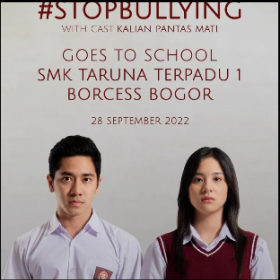 #STOPBULLYING
WITH CAST KALIAN PANTAS MATI
GOES TO SCHOOL
SMK TARUNA TERPADU 1
BORCESS BOGOR
28 SEPTEMBER 2022